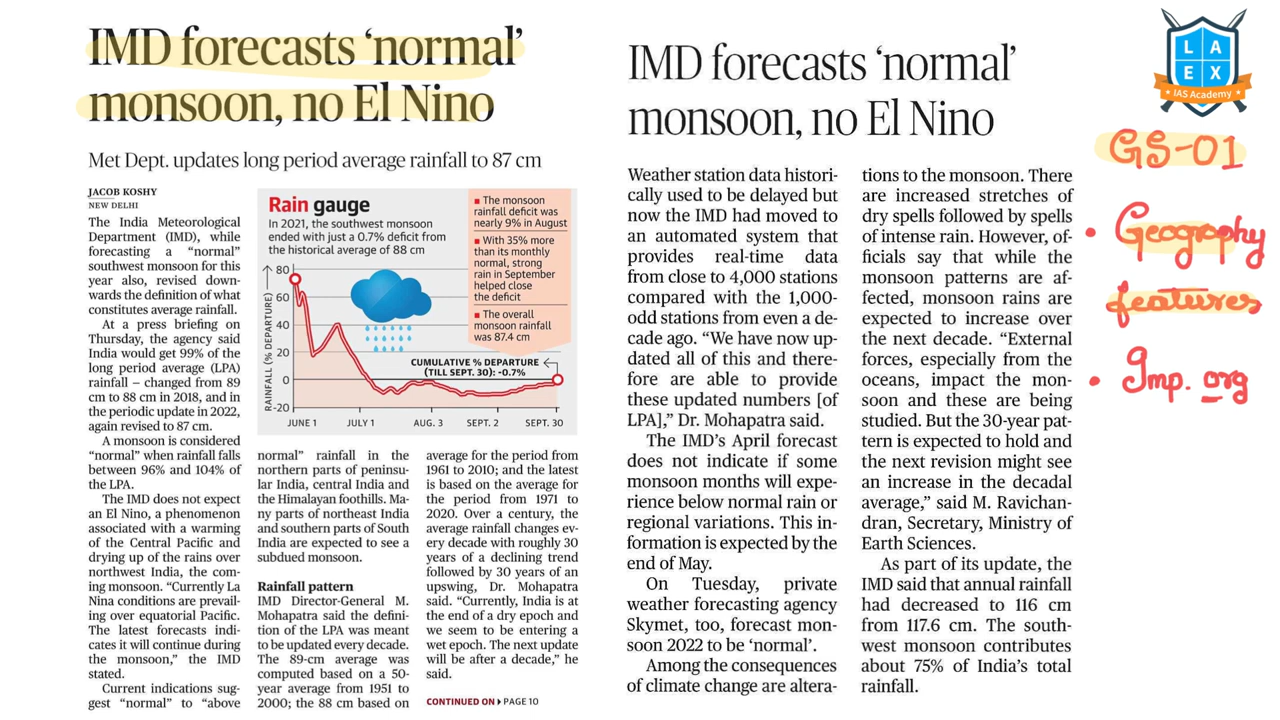 IMD forecasts ‘normal’
monsoon, no El Nino
Met Dept. updates long period average rainfall to 87 cm
JACOB KOSHY
NEW DELHI
The India Meteorological
Department (IMD), while
forecasting a “normal”
southwest monsoon for this
year also, revised down-
wards the definition of what
constitutes average rainfall.
At a press briefing on
Thursday, the agency said
India would get 99% of the
long period average (LPA)
rainfall – changed from 89
cm to 88 cm in 2018, and in
the periodic update in 2022,
again revised to 87 cm.
A monsoon is considered
“normal” when rainfall falls
between 96% and 104% of
the LPA.
The IMD does not expect
an El Nino, a phenomenon
associated with a warming
of the Central Pacific and
drying up of the rains over
northwest India, the com-
ing monsoon. “Currently La
Nina conditions are prevail-
ing over equatorial Pacific.
The latest forecasts indi-
cates it will continue during
the monsoon,” the IMD
stated.
Current indications sug-
gest “normal” to “above
Rain gauge
In 2021, the southwest monsoon
ended with just a 0.7% deficit from
the historical average of 88 cm
■ The monsoon
rainfall deficit was
nearly 9% in August
■ With 35% more
than its monthly
normal, strong
rain in September
helped close
the deficit
■ The overall
monsoon rainfall
was 87.4 cm
RAINFALL (% DEPARTURE)
80
60
40
20
0
-20
CUMULATIVE % DEPARTURE
(TILL SEPT. 30): -0.7%
JUNE 1 JULY 1 AUG. 3 SEPT. 2 SEPT. 30
normal” rainfall in the
northern parts of peninsu-
lar India, central India and
the Himalayan foothills. Ma-
ny parts of northeast India
and southern parts of South
India are expected to see a
subdued monsoon.
Rainfall pattern
IMD Director-General M.
Mohapatra said the defini-
tion of the LPA was meant
to be updated every decade.
The 89-cm average was
computed based on a 50-
year average from 1951 to
2000; the 88 cm based on
average for the period from
1961 to 2010; and the latest
is based on the average for
the period from 1971 to
2020. Over a century, the
average rainfall changes ev-
ery decade with roughly 30
years of a declining trend
followed by 30 years of an
upswing, Dr. Mohapatra
said. “Currently, India is at
the end of a dry epoch and
we seem to be entering a
wet epoch. The next update
will be after a decade,” he
said.
CONTINUED ON PAGE 10
IMD forecasts ‘normal’
monsoon, no El Nino
Weather station data histori-
cally used to be delayed but
now the IMD had moved to
an automated system that
provides real-time data
from close to 4,000 stations
compared with the 1,000-
odd stations from even a de-
cade ago. “We have now up-
dated all of this and there-
fore are able to provide
these updated numbers [of
LPA],” Dr. Mohapatra said.
The IMD’s April forecast
does not indicate if some
monsoon months will expe-
rience below normal rain or
regional variations. This in-
formation is expected by the
end of May.
On Tuesday, private
weather forecasting agency
Skymet, too, forecast mon-
soon 2022 to be ‘normal’.
Among the consequences
of climate change are altera-
tions to the monsoon. There
are increased stretches of
dry spells followed by spells
of intense rain. However, of-
ficials say that while the
monsoon patterns are af-
fected, monsoon rains are
expected to increase over
the next decade. “External
forces, especially from the
oceans, impact the mon-
soon and these are being
studied. But the 30-year pat-
tern is expected to hold and
the next revision might see
an increase in the decadal
average,” said M. Ravichan-
dran, Secretary, Ministry of
Earth Sciences.
As part of its update, the
IMD said that annual rainfall
had decreased to 116 cm
from 117.6 cm. The south-
west monsoon contributes
about 75% of India’s total
rainfall.
L A
E X
IAS Academy
GS-01
• Geography
features
• Imp. org